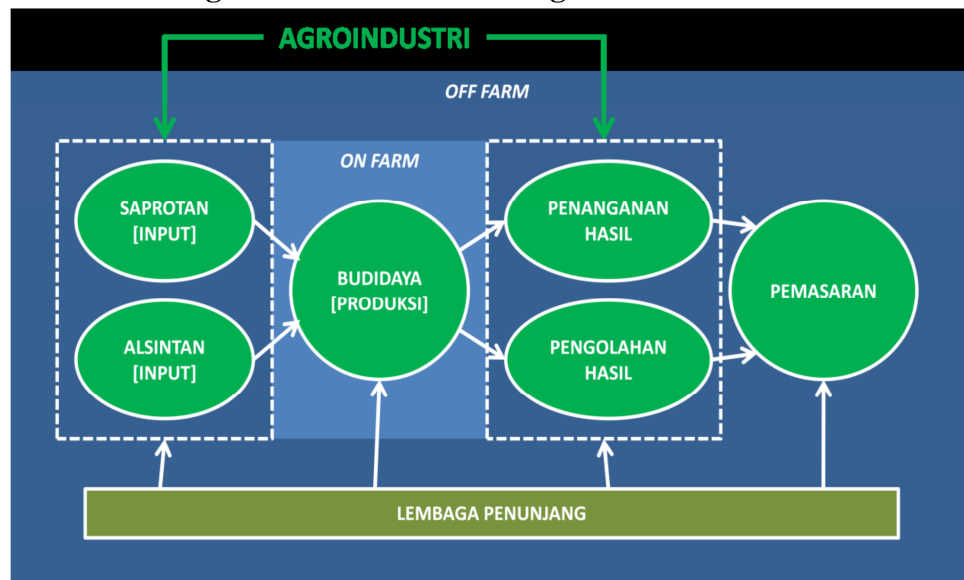 AGROINDUSTRI
OFF FARM
ON FARM
SAPROTAN
[INPUT]
ALSINTAN
[INPUT]
BUDIDAYA
[PRODUKSI]
PENANGANAN
HASIL
PENGOLAHAN
HASIL
PEMASARAN
LEMBAGA PENUNJANG